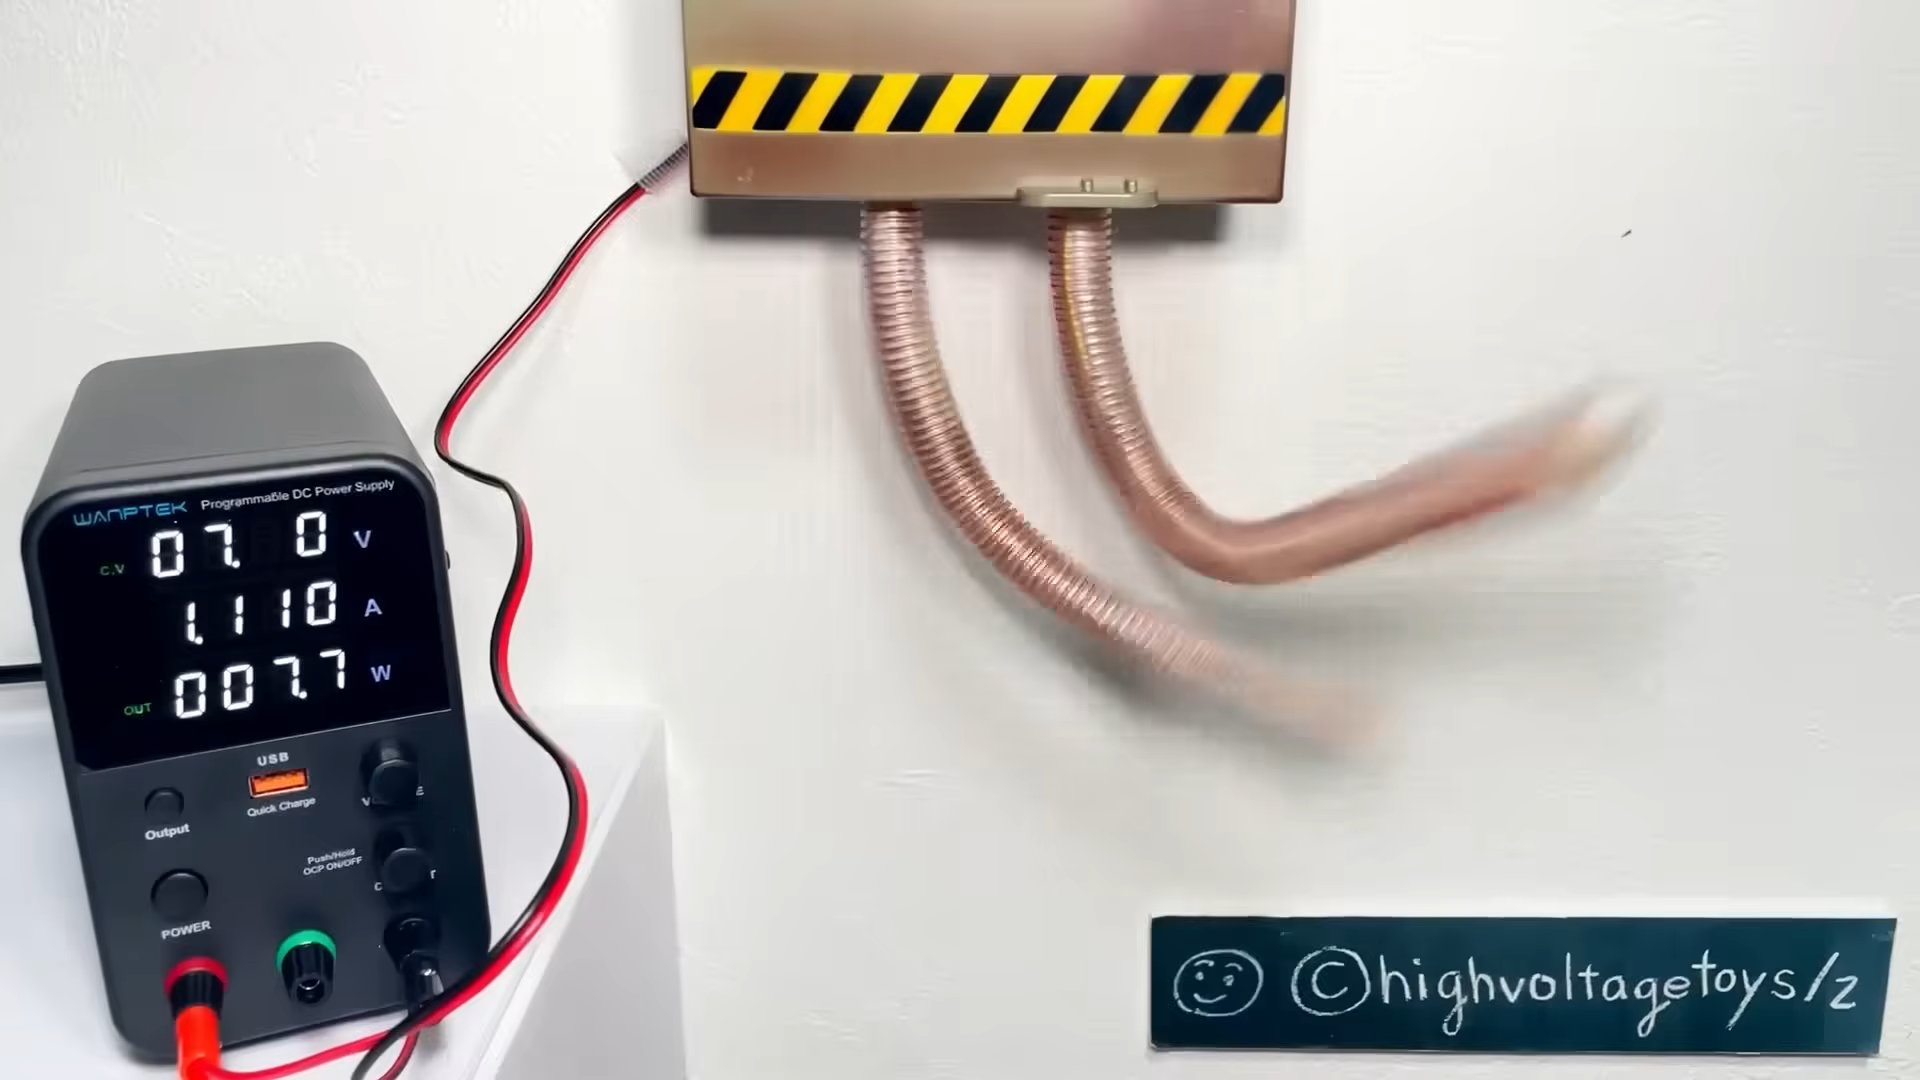 WANPTEK Programmable DC Power Supply
C.V 07. 0 V
1.110 A
OUT 007.7 W
USB
Quick Charge
Output
Push/Hold
OCP ON/OFF
POWER
©highvoltagetoys/z